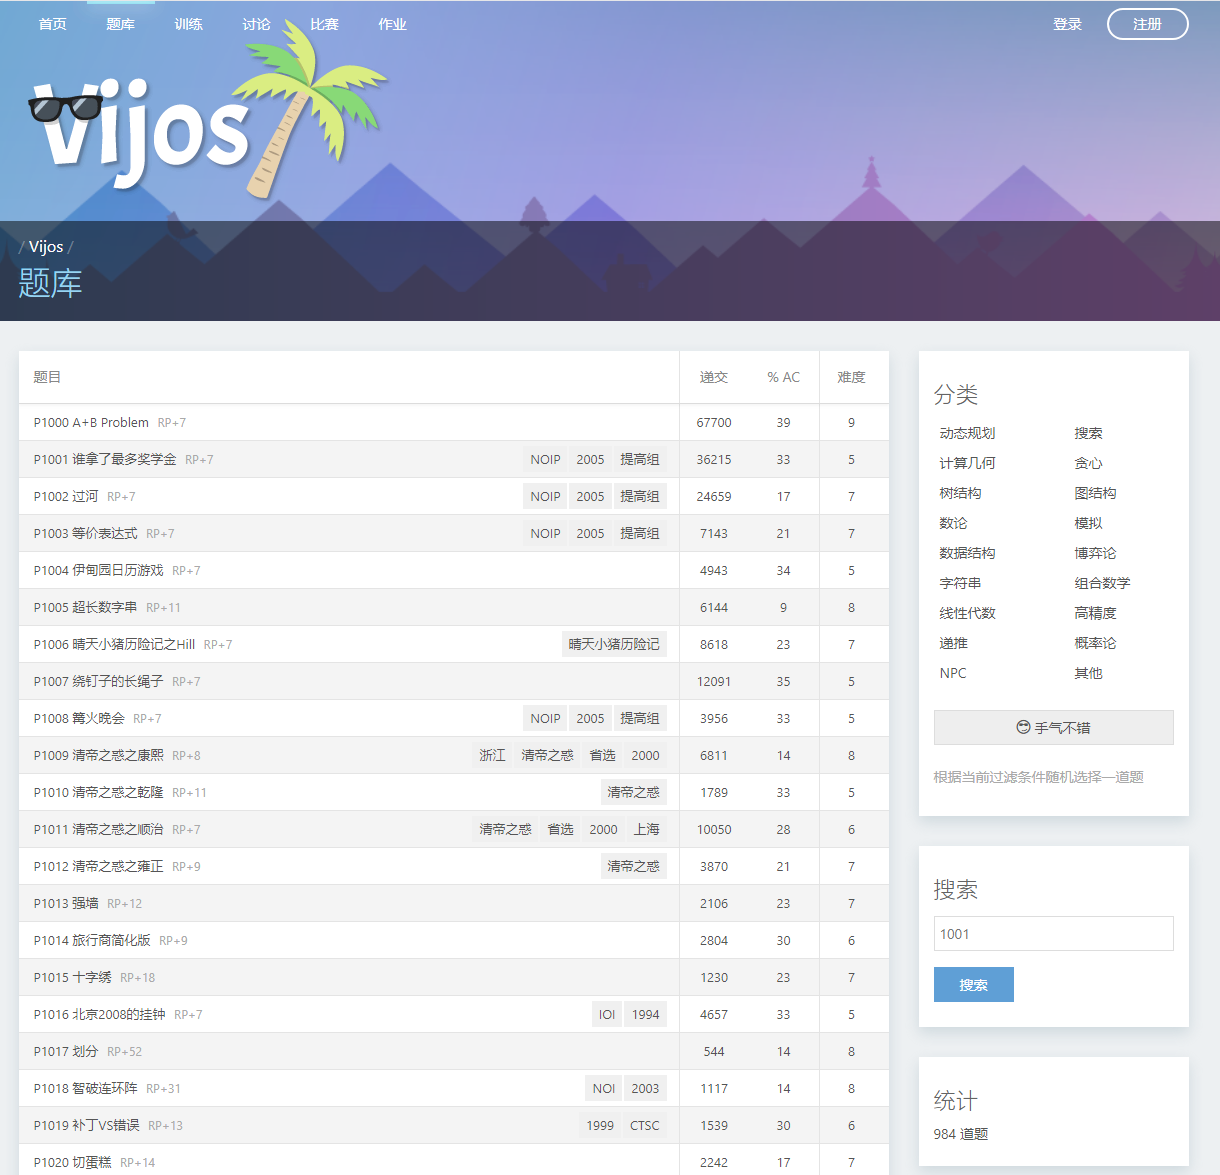 首页 题库 训练 讨论 比赛 作业 登录 注册
Vijos
/ Vijos /
题库
题目 递交 % AC 难度
P1000 A+B Problem RP+7 67700 39 9
P1001 谁拿了最多奖学金 RP+7 NOIP 2005 提高组 36215 33 5
P1002 过河 RP+7 NOIP 2005 提高组 24659 17 7
P1003 等价表达式 RP+7 NOIP 2005 提高组 7143 21 7
P1004 伊甸园日历游戏 RP+7 4943 34 5
P1005 超长数字串 RP+11 6144 9 8
P1006 晴天小猪历险记之Hill RP+7 晴天小猪历险记 8618 23 7
P1007 绕钉子的长绳子 RP+7 12091 35 5
P1008 篝火晚会 RP+7 NOIP 2005 提高组 3956 33 5
P1009 清帝之惑之康熙 RP+8 浙江 清帝之惑 省选 2000 6811 14 8
P1010 清帝之惑之乾隆 RP+11 清帝之惑 1789 33 5
P1011 清帝之惑之顺治 RP+7 清帝之惑 省选 2000 上海 10050 28 6
P1012 清帝之惑之雍正 RP+9 清帝之惑 3870 21 7
P1013 强墙 RP+12 2106 23 7
P1014 旅行商简化版 RP+9 2804 30 6
P1015 十字绣 RP+18 1230 23 7
P1016 北京2008的挂钟 RP+7 IOI 1994 4657 33 5
P1017 划分 RP+52 544 14 8
P1018 智破连环阵 RP+31 NOI 2003 1117 14 8
P1019 补丁VS错误 RP+13 1999 CTSC 1539 30 6
P1020 切蛋糕 RP+14 2242 17 7
分类
动态规划 搜索
计算几何 贪心
树结构 图结构
数论 模拟
数据结构 博弈论
字符串 组合数学
线性代数 高精度
递推 概率论
NPC 其他
😎 手气不错
根据当前过滤条件随机选择一道题
搜索
1001
搜索
统计
984 道题